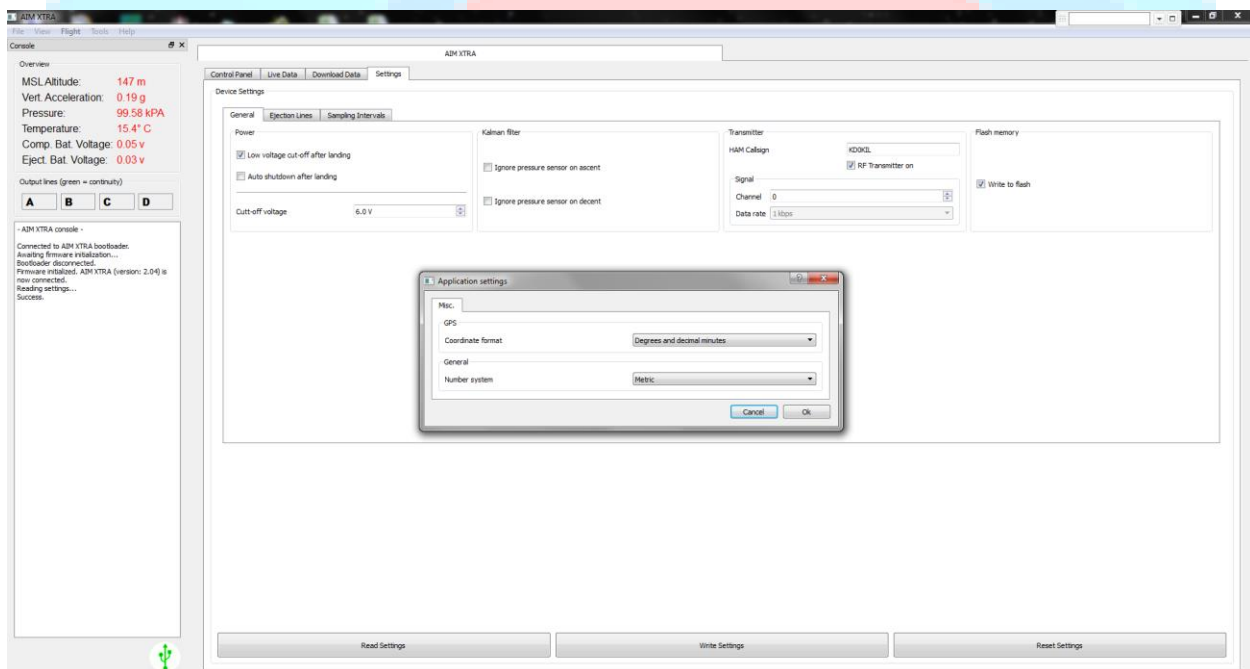 AIM XTRA
File View Flight Tools Help
Console
Overview
MSL Altitude: 147 m
Vert. Acceleration: 0.19 g
Pressure: 99.58 kPA
Temperature: 15.4° C
Comp. Bat. Voltage: 0.05 v
Eject. Bat. Voltage: 0.03 v
Output lines (green = continuity)
A B C D
- AIM XTRA console -
Connected to AIM XTRA bootloader.
Awaiting firmware initialization...
Bootloader disconnected.
Firmware initialized. AIM XTRA (version: 2.04) is
now connected.
Reading settings...
Success.
AIM XTRA
Control Panel Live Data Download Data Settings
Device Settings
General Ejection Lines Sampling Intervals
Power
Low voltage cut-off after landing
Auto shutdown after landing
Cutt-off voltage 6.0 V
Kalman filter
Ignore pressure sensor on ascent
Ignore pressure sensor on decent
Transmitter
HAM Callsign KD0KIL
RF Transmitter on
Signal
Channel 0
Data rate 1 kbps
Flash memory
Write to flash
Application settings
Misc.
GPS
Coordinate format Degrees and decimal minutes
General
Number system Metric
Cancel Ok
Read Settings Write Settings Reset Settings